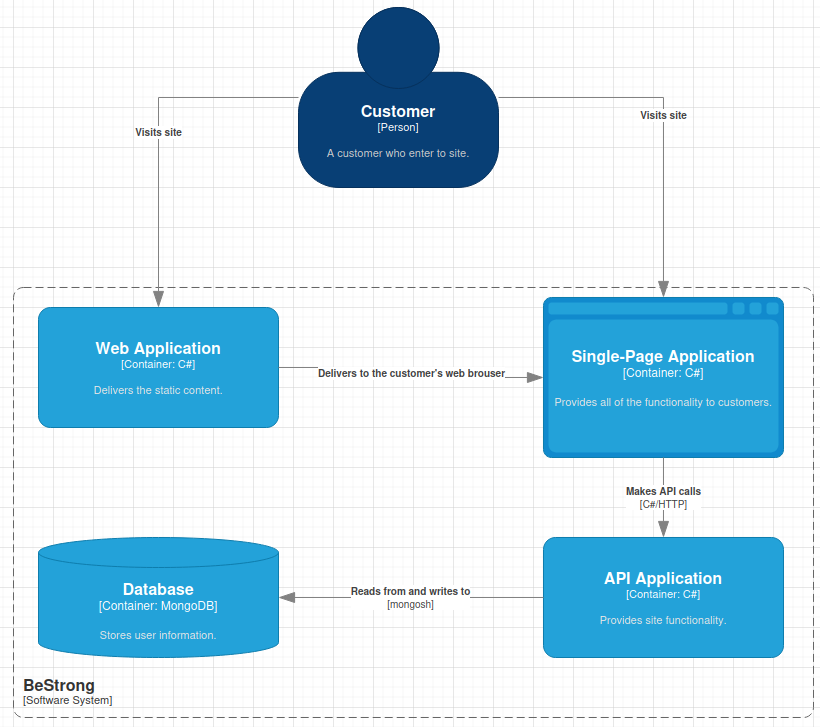 Customer
[Person]
A customer who enter to site.
Visits site
Visits site
Web Application
[Container: C#]
Delivers the static content.
Delivers to the customer's web brouser
Single-Page Application
[Container: C#]
Provides all of the functionality to customers.
Makes API calls
[C#/HTTP]
Database
[Container: MongoDB]
Stores user information.
Reads from and writes to
[mongosh]
API Application
[Container: C#]
Provides site functionality.
BeStrong
[Software System]